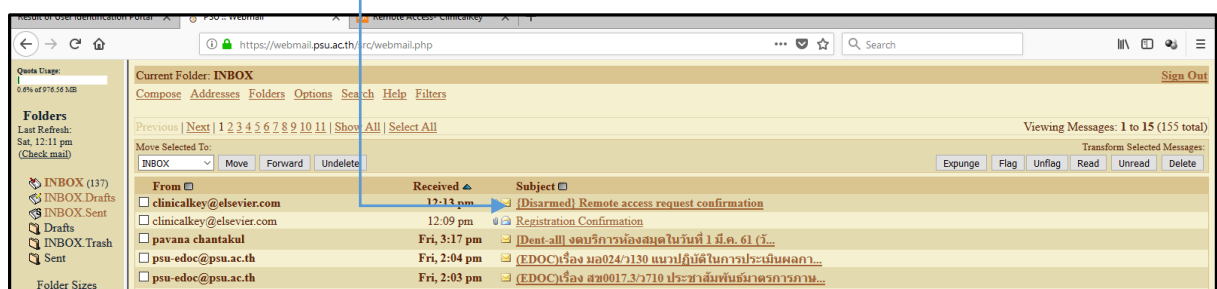 Result of User Identification Portal × PSU :: Webmail × Remote Access- ClinicalKey × +
https://webmail.psu.ac.th/src/webmail.php ... Search
Quota Usage:
0.6% of 976.56 MB
Folders
Last Refresh:
Sat, 12:11 pm
(Check mail)
INBOX (137)
INBOX.Drafts
INBOX.Sent
Drafts
INBOX.Trash
Sent
Folder Sizes
Current Folder: INBOX Sign Out
Compose Addresses Folders Options Search Help Filters
Previous | Next | 1 2 3 4 5 6 7 8 9 10 11 | Show All | Select All Viewing Messages: 1 to 15 (155 total)
Move Selected To: Transform Selected Messages:
INBOX Move Forward Undelete Expunge Flag Unflag Read Unread Delete
From Received Subject
clinicalkey@elsevier.com 12:13 pm {Disarmed} Remote access request confirmation
clinicalkey@elsevier.com 12:09 pm Registration Confirmation
pavana chantakul Fri, 3:17 pm [Dent-all] งดบริการห้องสมุดในวันที่ 1 มี.ค. 61 (วั...
psu-edoc@psu.ac.th Fri, 2:04 pm (EDOC)เรื่อง มอ024/ว130 แนวปฏิบัติในการประเมินผลกา...
psu-edoc@psu.ac.th Fri, 2:03 pm (EDOC)เรื่อง สข0017.3/ว710 ประชาสัมพันธ์มาตรการภาษ...